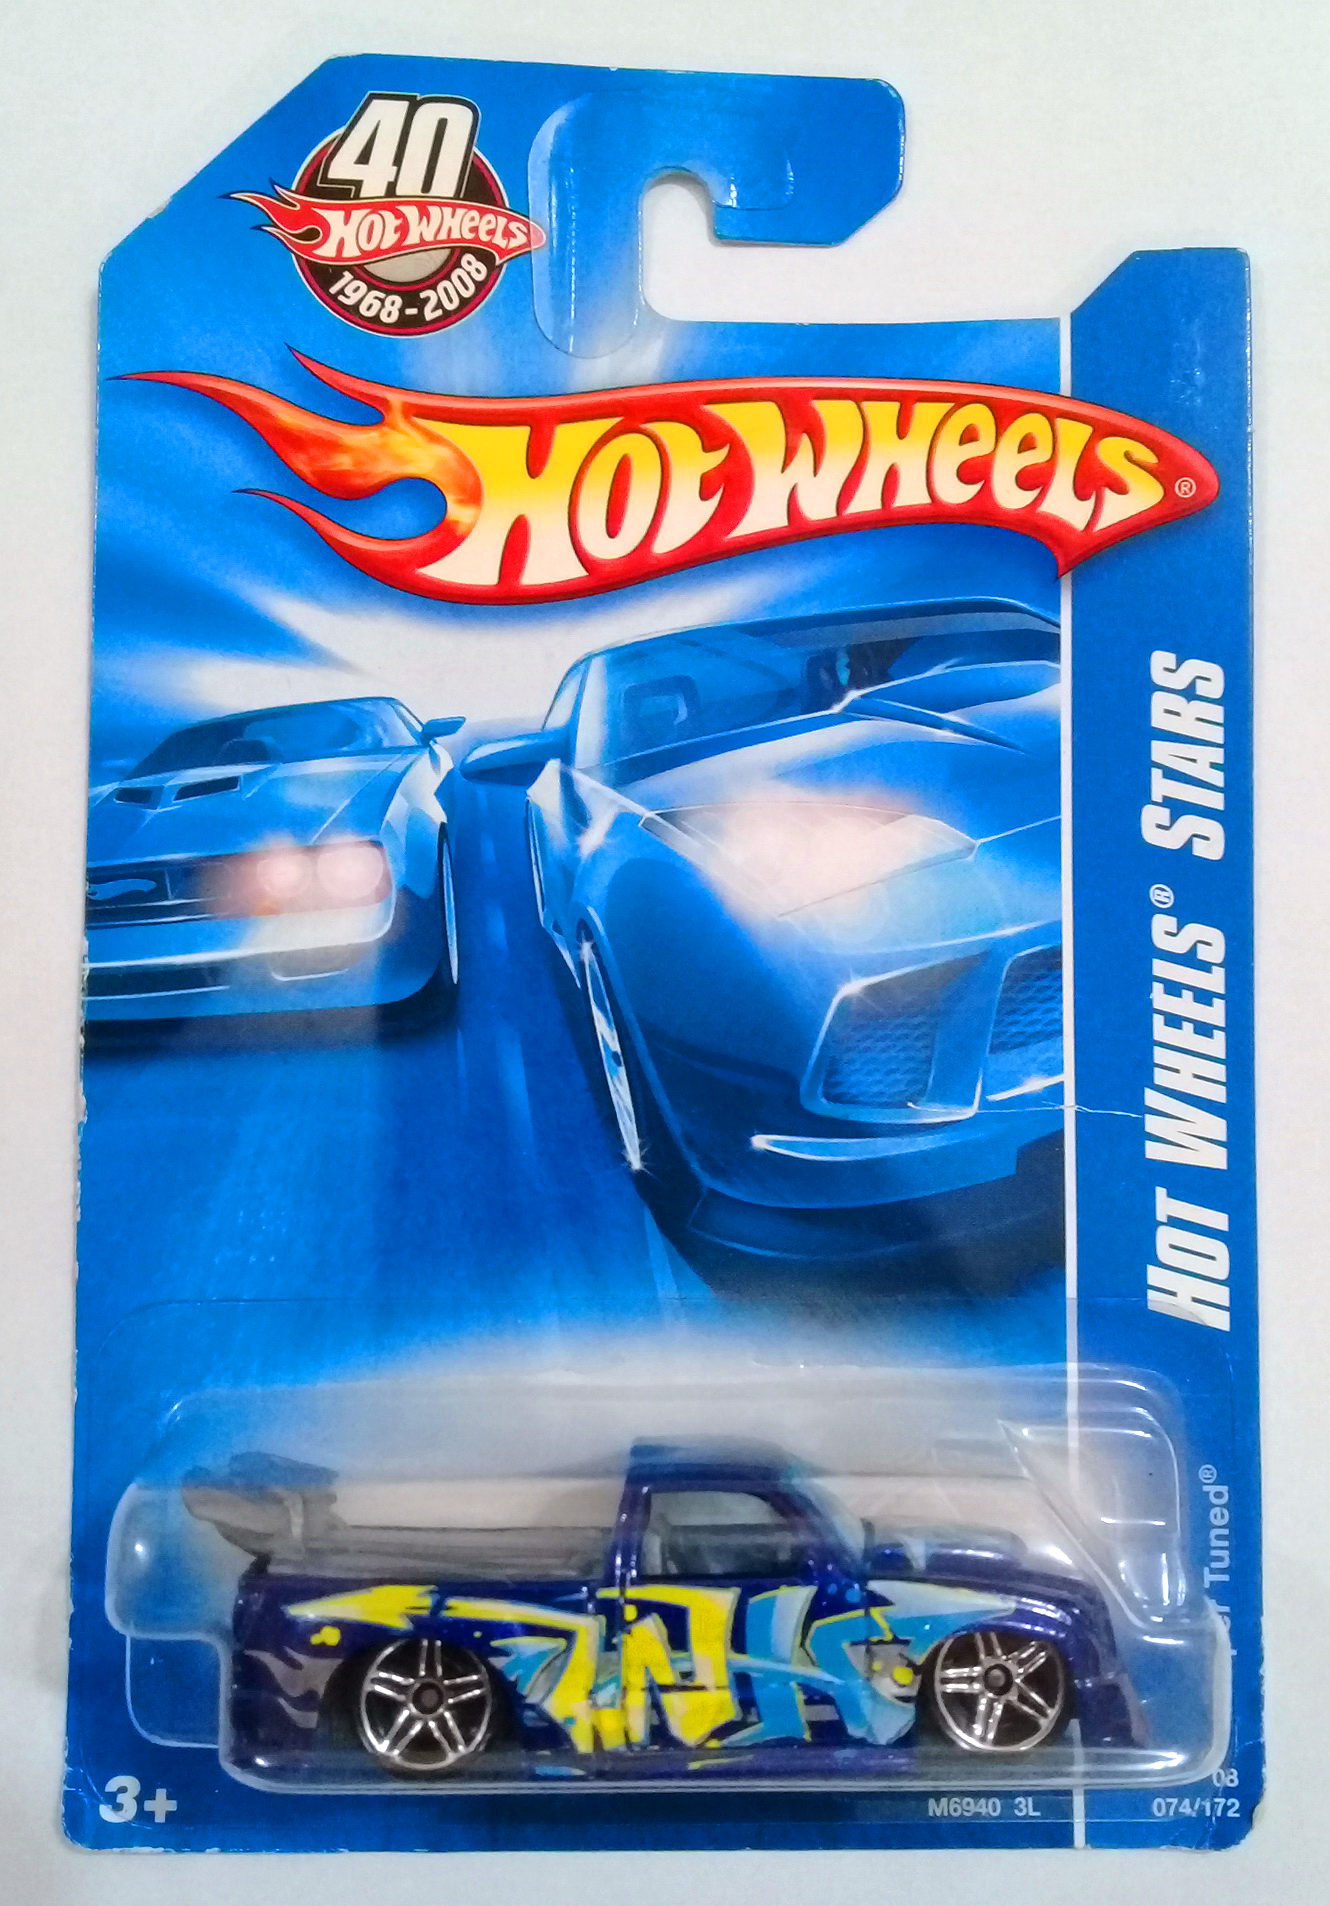 40
HOT WHEELS
1968-2008
HOT WHEELS®
HOT WHEELS® STARS
Tuned®
3+
M6940 3L
08
074/172